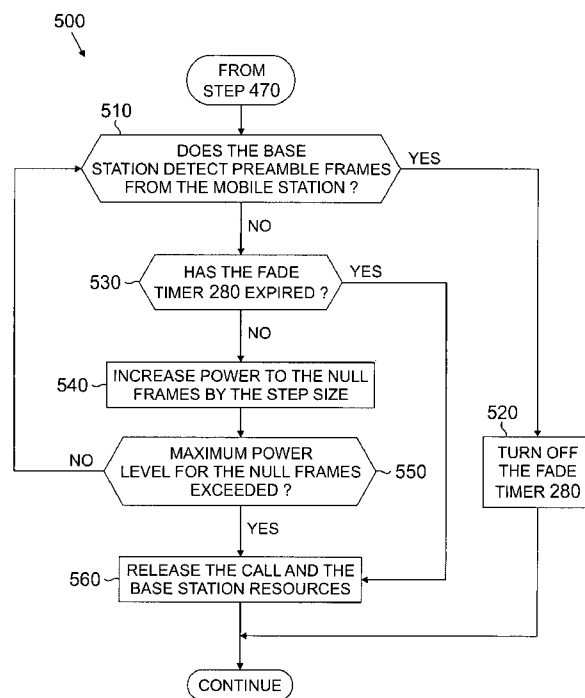 500
FROM
STEP 470
510
DOES THE BASE
STATION DETECT PREAMBLE FRAMES
FROM THE MOBILE STATION ?
YES
NO
530
HAS THE FADE
TIMER 280 EXPIRED ?
YES
NO
540
INCREASE POWER TO THE NULL
FRAMES BY THE STEP SIZE
NO
MAXIMUM POWER
LEVEL FOR THE NULL FRAMES
EXCEEDED ?
550
520
TURN OFF
THE FADE
TIMER 280
YES
560
RELEASE THE CALL AND THE
BASE STATION RESOURCES
CONTINUE